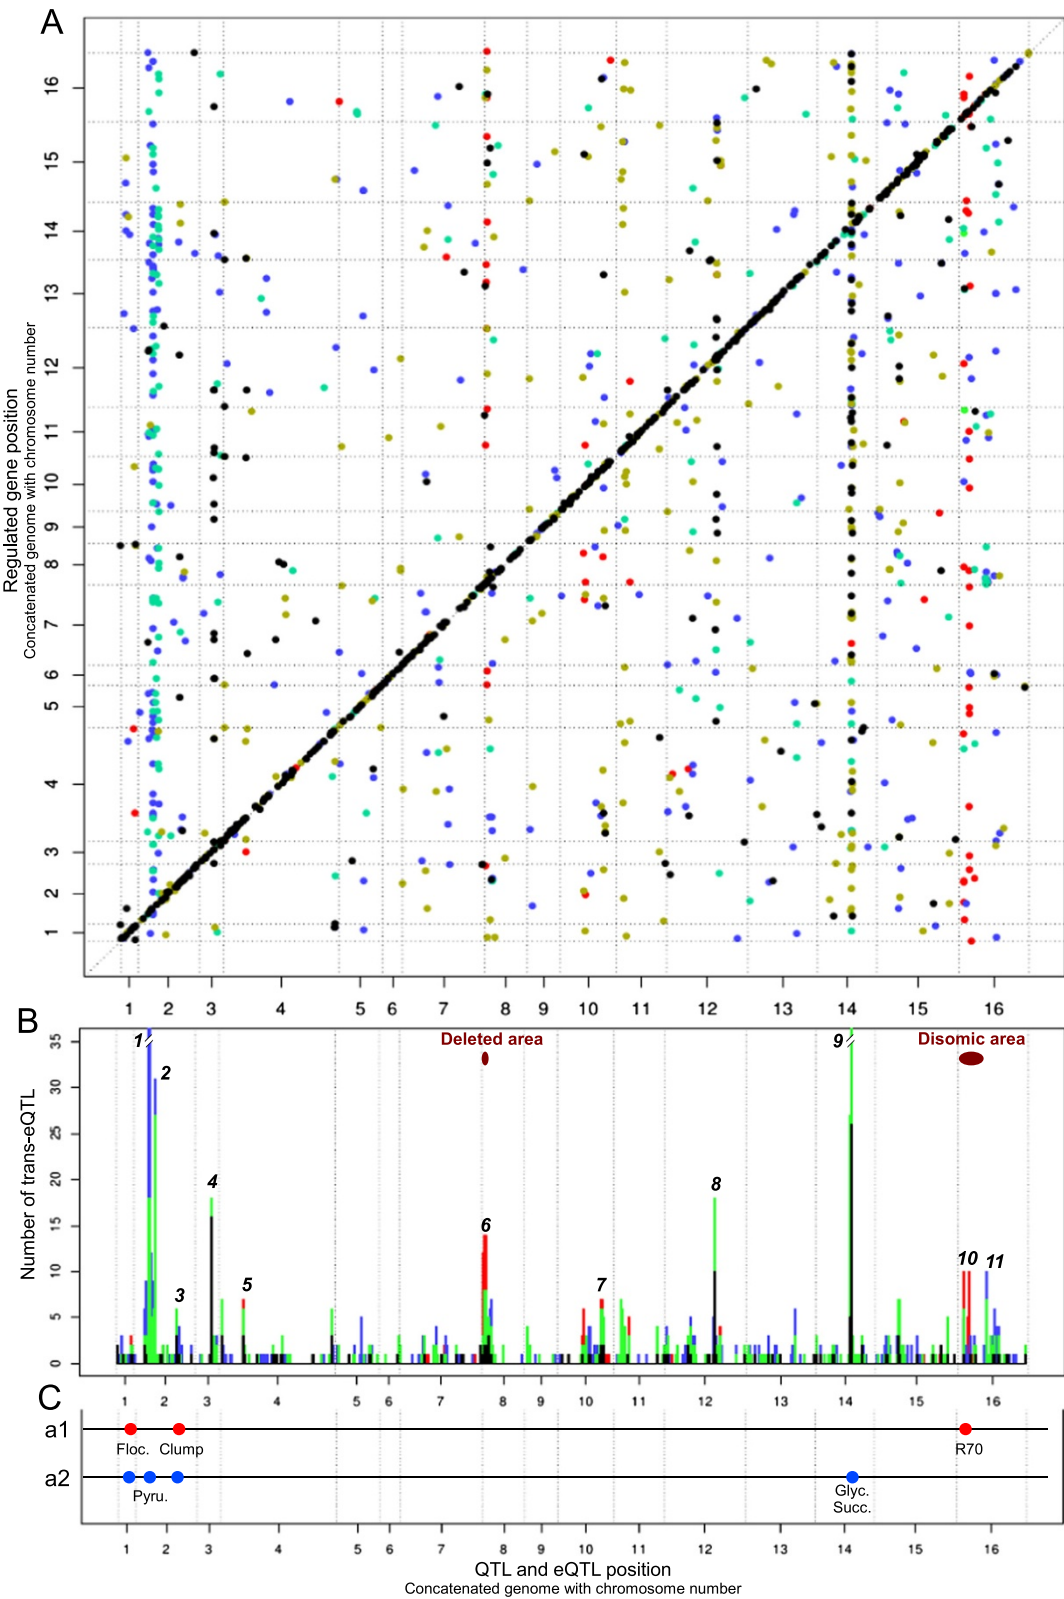 A
Regulated gene position
Concatenated genome with chromosome number
16
15
14
13
12
11
10
9
8
7
6
5
4
3
2
1
1 2 3 4 5 6 7 8 9 10 11 12 13 14 15 16
B
Number of trans-eQTL
35
30
25
20
15
10
5
0
Deleted area
Disomic area
1
2
3
4
5
6
7
8
9
10
11
1 2 3 4 5 6 7 8 9 10 11 12 13 14 15 16
C
a1
Floc. Clump R70
a2
Pyru. Glyc.
Succ.
1 2 3 4 5 6 7 8 9 10 11 12 13 14 15 16
QTL and eQTL position
Concatenated genome with chromosome number